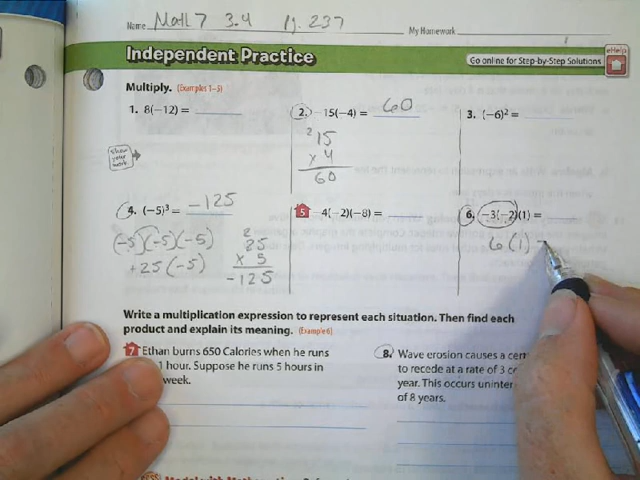 Name Math 7 3.4 p. 237 My Homework
Independent Practice
Go online for Step-by-Step Solutions
eHelp
Multiply. (Examples 1-5)
1. 8(−12) =
2. −15(−4) = 60
3. (−6)² =
show your work
2
15
x 4
60
4. (−5)³ = −125
5 −4(−2)(−8) =
6. −3(−2)(1) =
(−5)(−5)(−5)
+25(−5)
2
25
x 5
−125
6(1)
Write a multiplication expression to represent each situation. Then find each
product and explain its meaning. (Example 6)
7 Ethan burns 650 Calories when he runs
1 hour. Suppose he runs 5 hours in
week.
8. Wave erosion causes a
to recede at a rate of 3
year. This occurs
of 8 years.